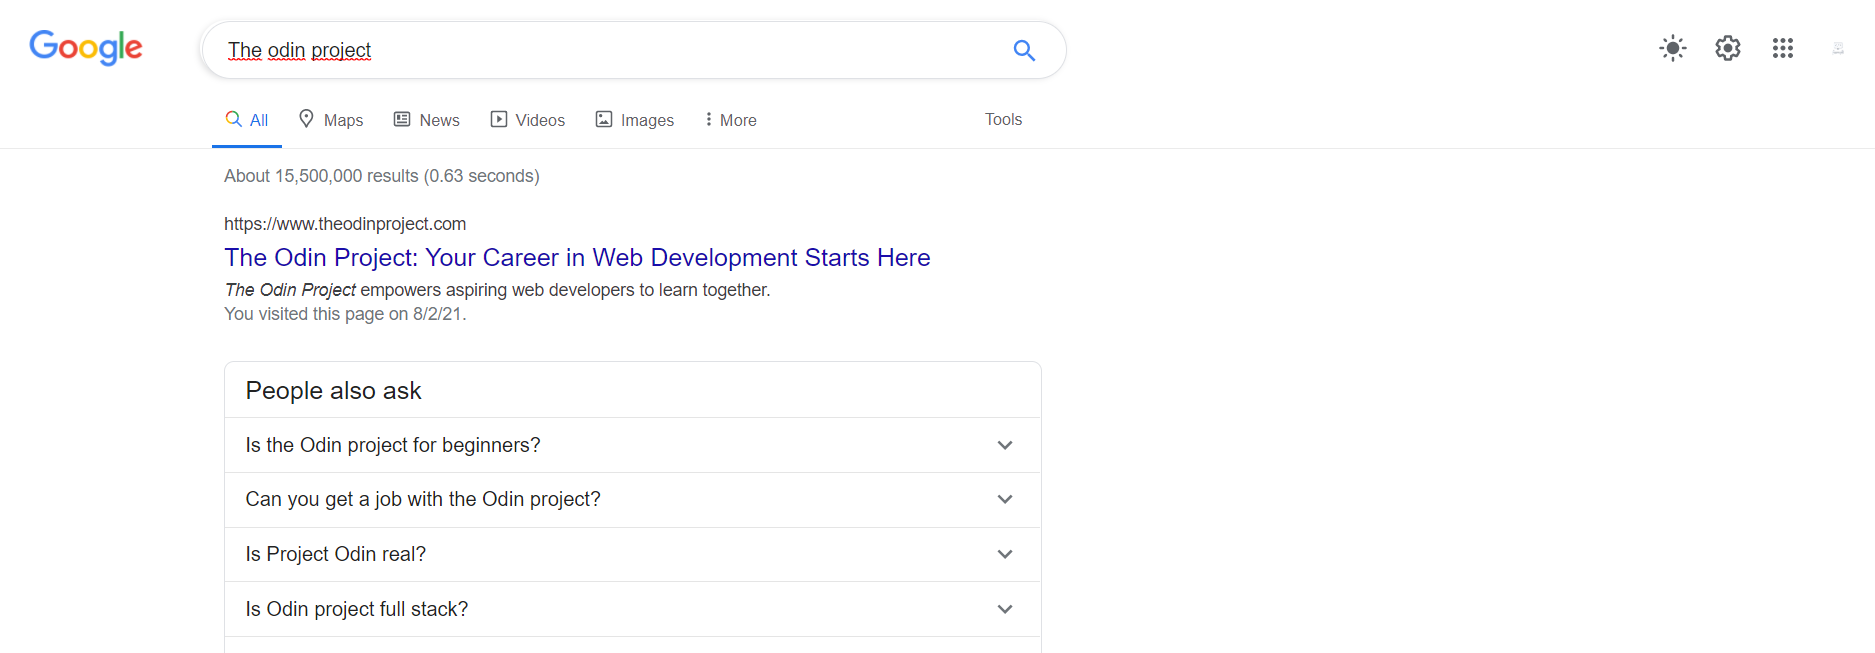 Google
The odin project
All Maps News Videos Images More Tools
About 15,500,000 results (0.63 seconds)
https://www.theodinproject.com
The Odin Project: Your Career in Web Development Starts Here
The Odin Project empowers aspiring web developers to learn together.
You visited this page on 8/2/21.
People also ask
Is the Odin project for beginners?
Can you get a job with the Odin project?
Is Project Odin real?
Is Odin project full stack?